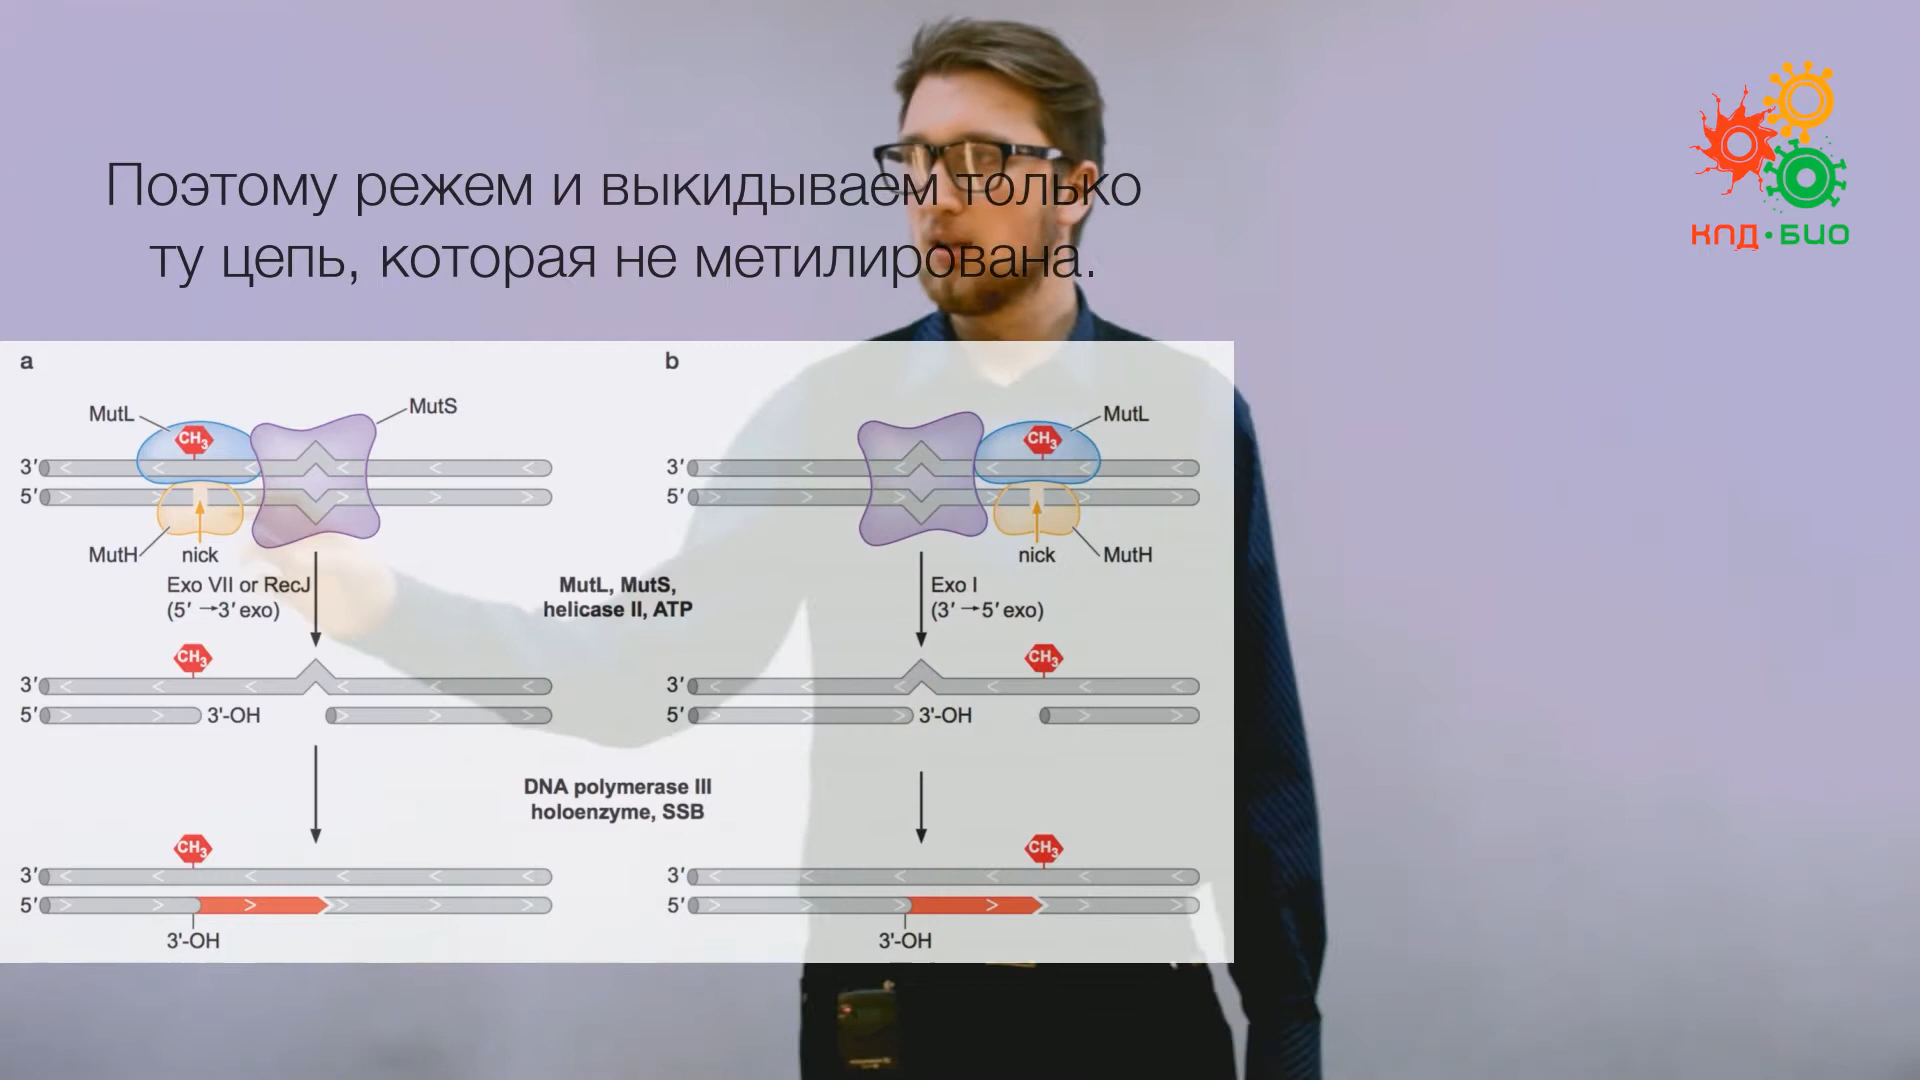 Поэтому режем и выкидываем только
ту цепь, которая не метилирована.
КПД·БИО
a
MutL
MutS
CH3
3′
5′
MutH
nick
Exo VII or RecJ
(5′ → 3′ exo)
MutL, MutS,
helicase II, ATP
CH3
3′
5′
3'-OH
DNA polymerase III
holoenzyme, SSB
CH3
3′
5′
3'-OH
b
MutL
CH3
3′
5′
nick
MutH
Exo I
(3′ → 5′ exo)
CH3
3′
5′
3'-OH
CH3
3′
5′
3'-OH